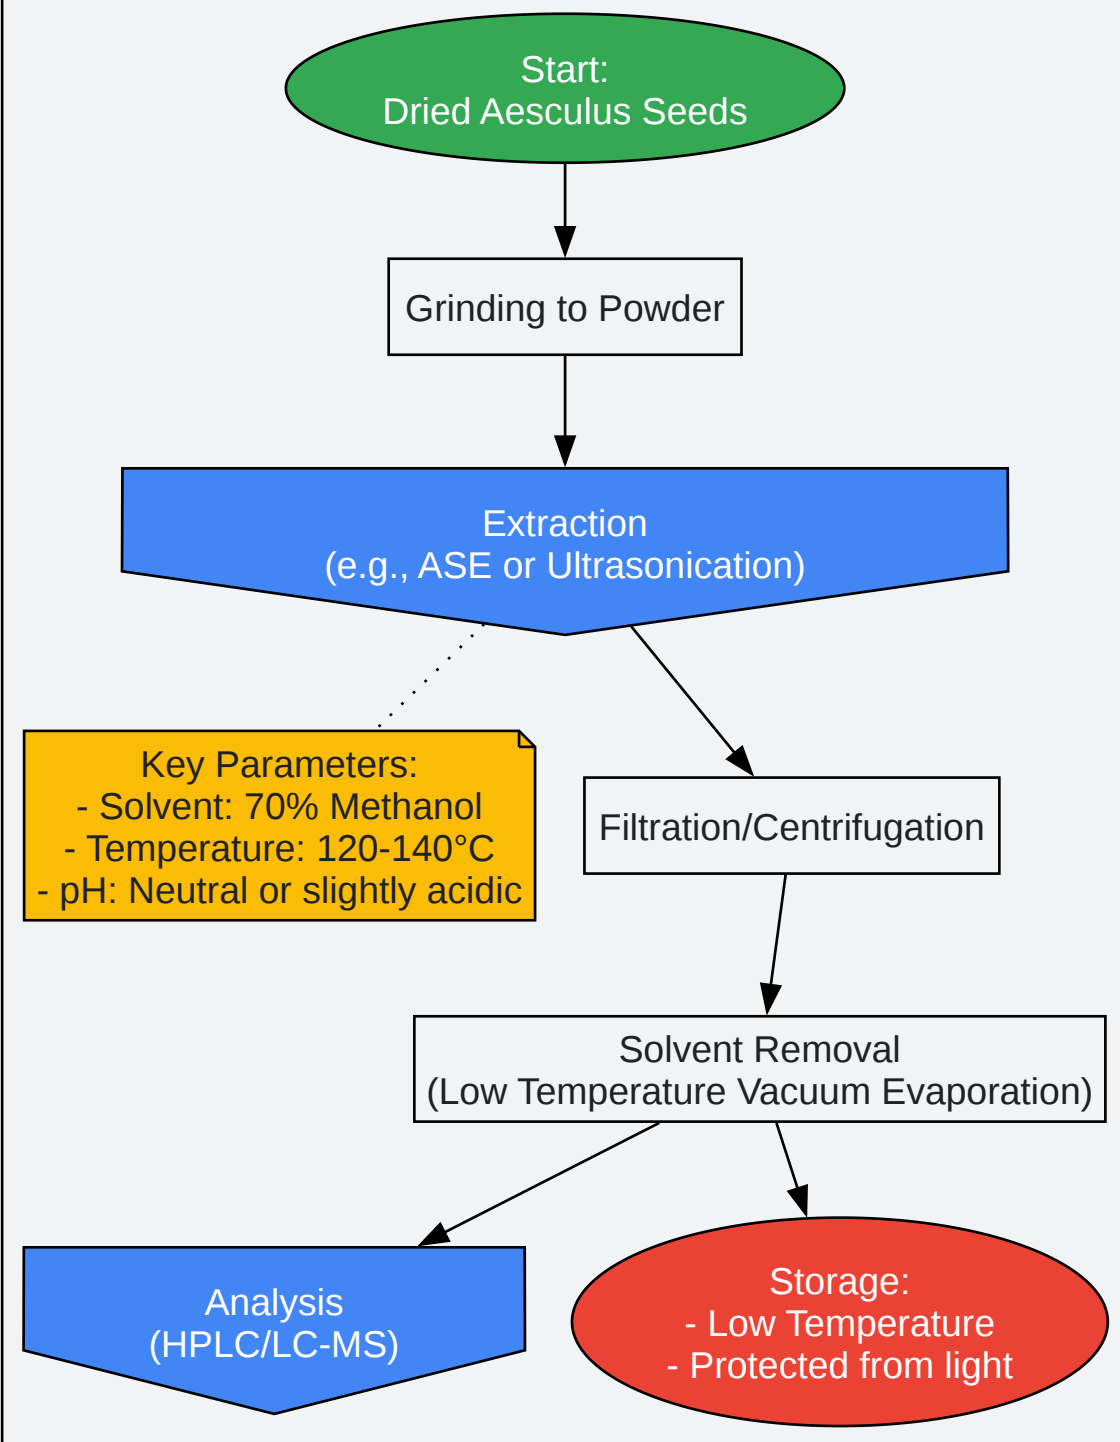 Start:
Dried Aesculus Seeds
Grinding to Powder
Extraction
(e.g., ASE or Ultrasonication)
Key Parameters:
- Solvent: 70% Methanol
- Temperature: 120-140°C
- pH: Neutral or slightly acidic
Filtration/Centrifugation
Solvent Removal
(Low Temperature Vacuum Evaporation)
Analysis
(HPLC/LC-MS)
Storage:
- Low Temperature
- Protected from light